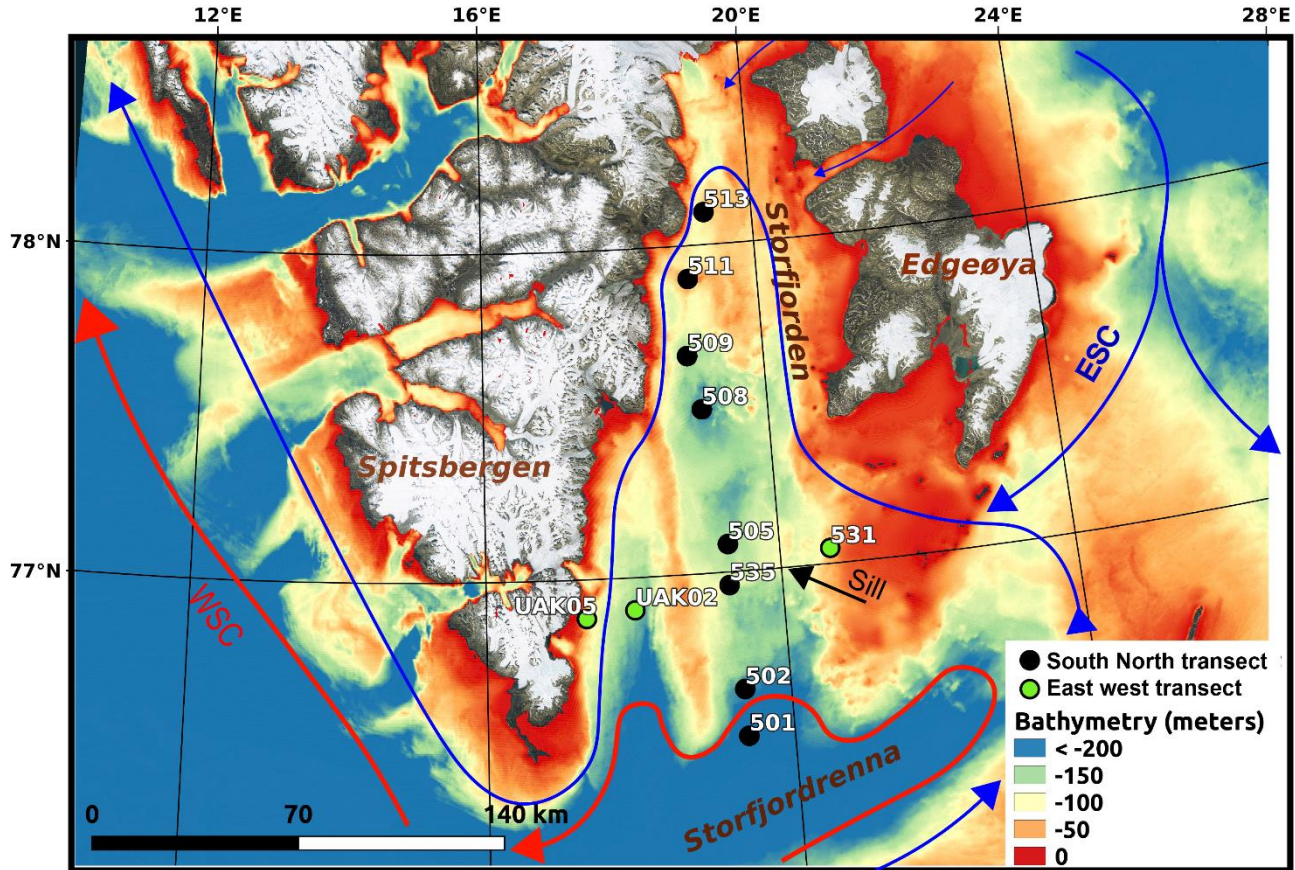 12°E 16°E 20°E 24°E 28°E
513
78°N
511
Storfjorden
Edgeøya
509
ESC
508
Spitsbergen
505
531
77°N
535
Sill
UAK05
UAK02
WSC
502
501
Storfjordrenna
South North transect
East west transect
Bathymetry (meters)
< -200
-150
-100
-50
0
0 70 140 km